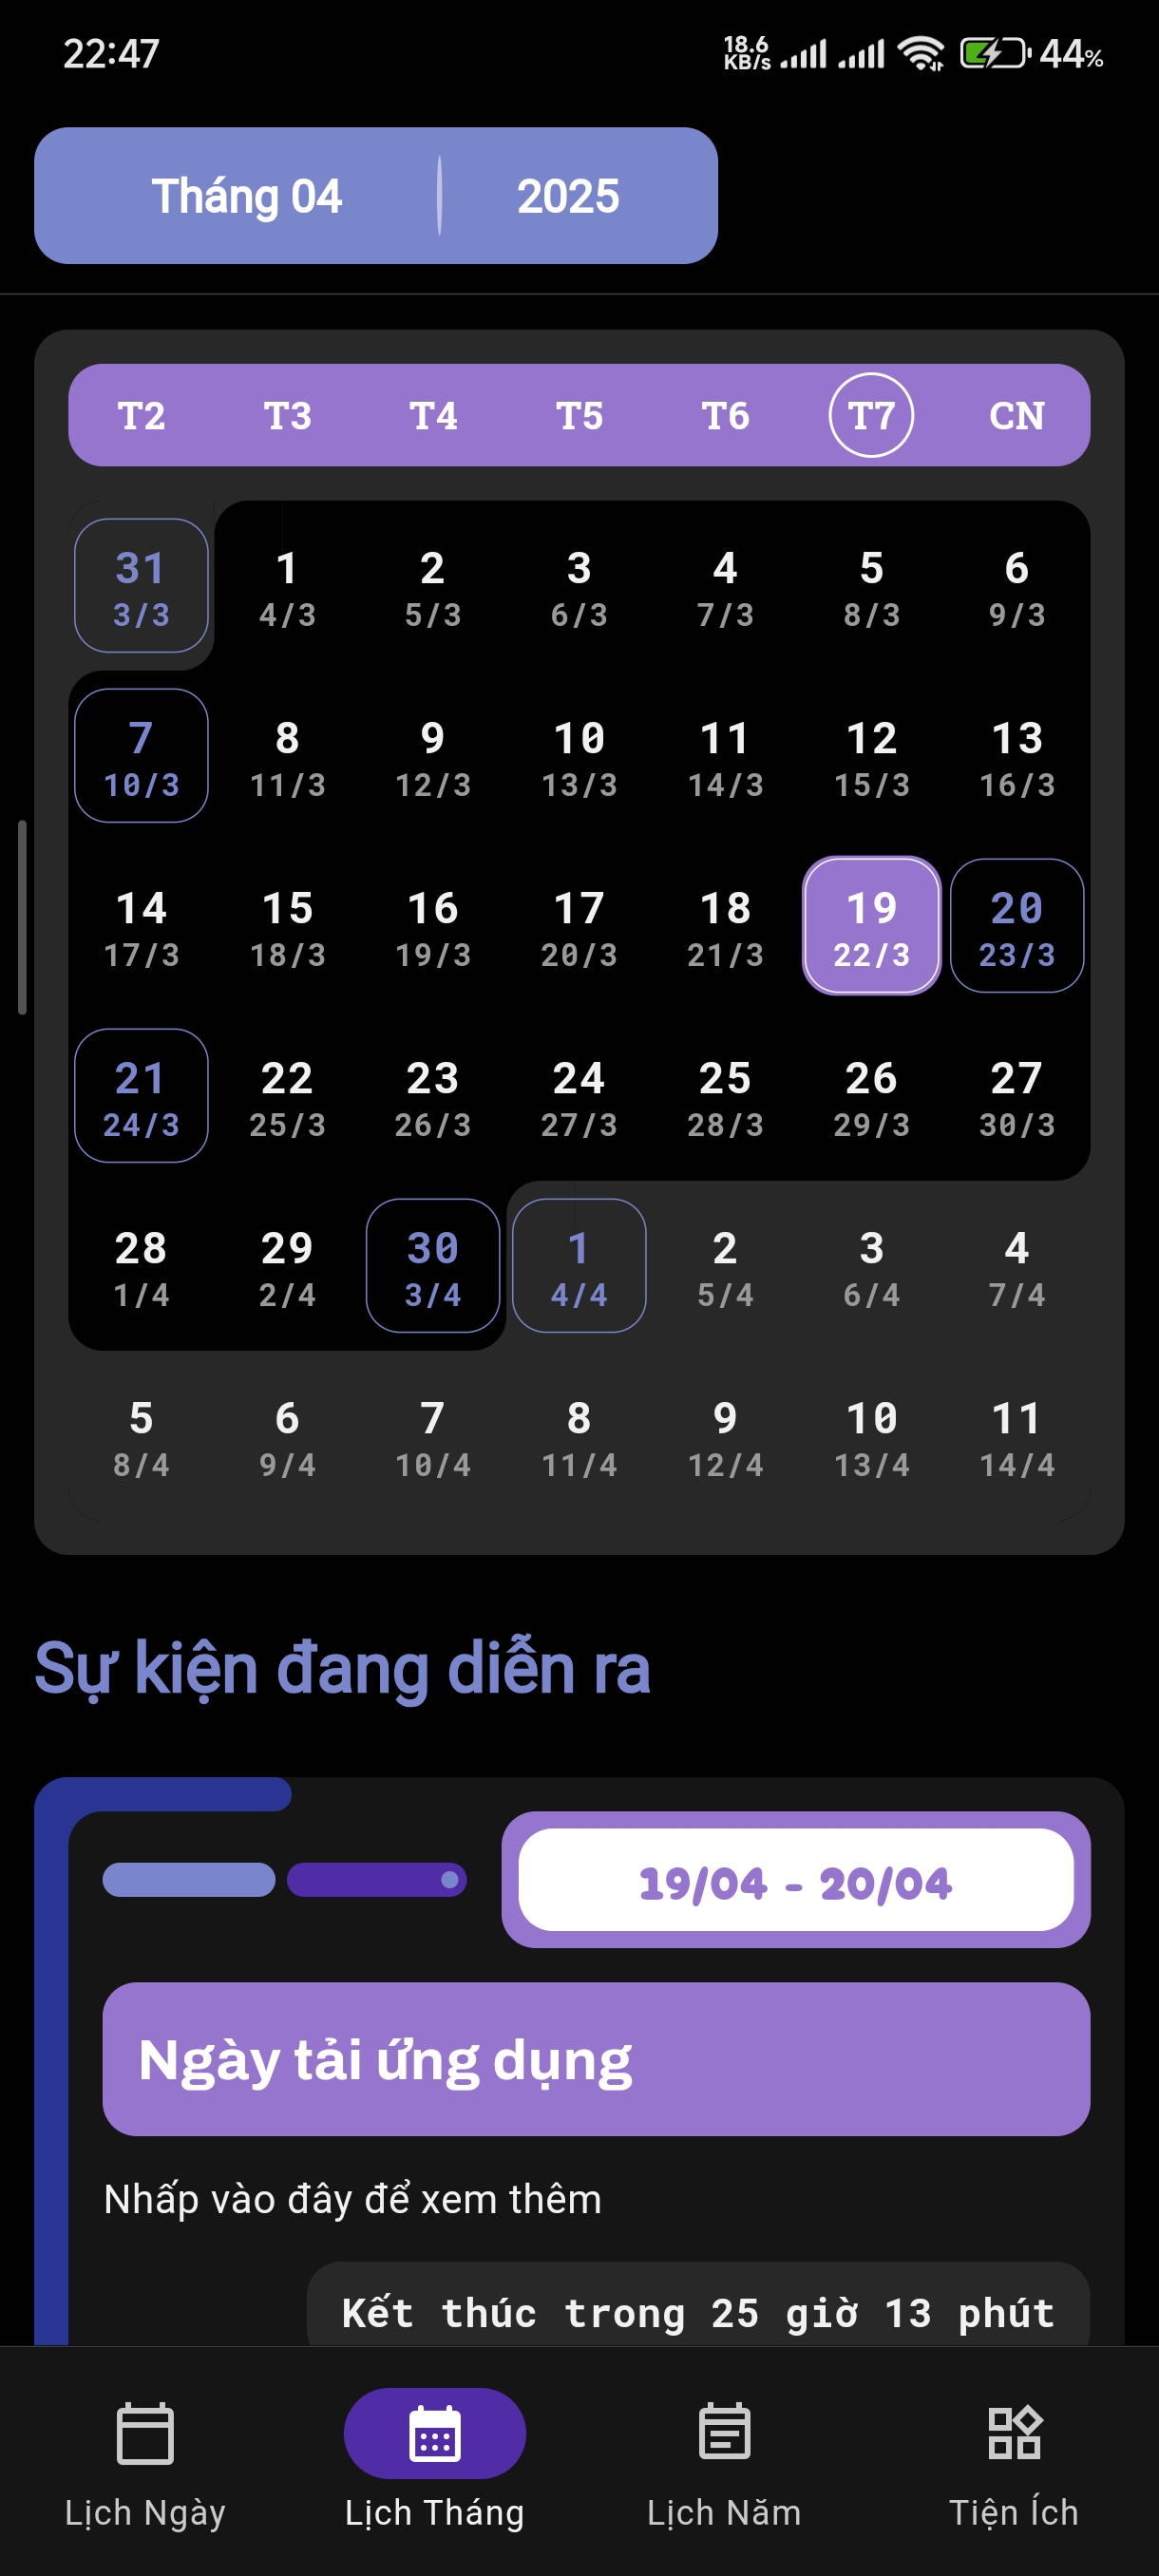 22:47 18.6 KB/s 44%
Tháng 04 2025
T2 T3 T4 T5 T6 T7 CN
31 1 2 3 4 5 6
3/3 4/3 5/3 6/3 7/3 8/3 9/3
7 8 9 10 11 12 13
10/3 11/3 12/3 13/3 14/3 15/3 16/3
14 15 16 17 18 19 20
17/3 18/3 19/3 20/3 21/3 22/3 23/3
21 22 23 24 25 26 27
24/3 25/3 26/3 27/3 28/3 29/3 30/3
28 29 30 1 2 3 4
1/4 2/4 3/4 4/4 5/4 6/4 7/4
5 6 7 8 9 10 11
8/4 9/4 10/4 11/4 12/4 13/4 14/4
Sự kiện đang diễn ra
19/04 - 20/04
Ngày tải ứng dụng
Nhấp vào đây để xem thêm
Kết thúc trong 25 giờ 13 phút
Lịch Ngày Lịch Tháng Lịch Năm Tiện Ích